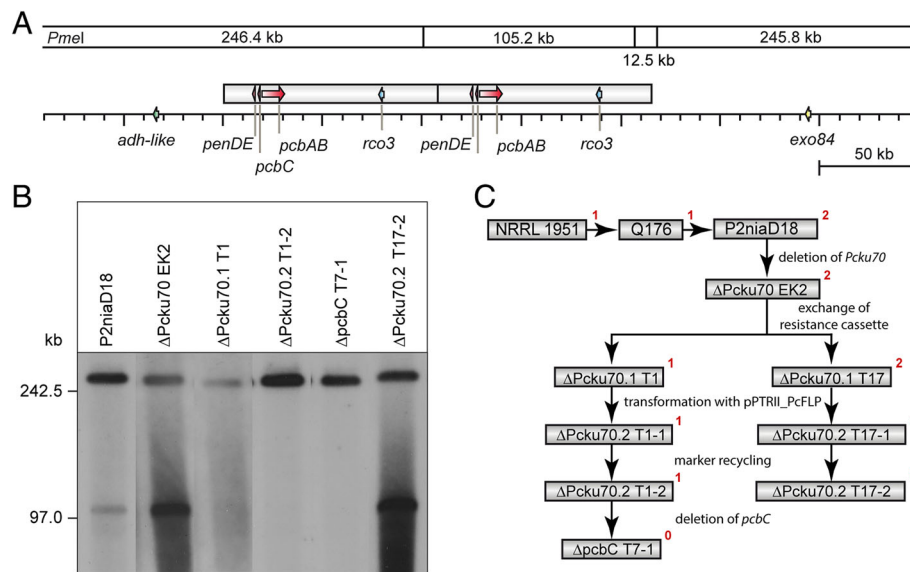 A
PmeI
246.4 kb
105.2 kb
245.8 kb
12.5 kb
adh-like
penDE
pcbC
pcbAB
rco3
penDE
pcbAB
rco3
exo84
50 kb
B
kb
P2niaD18
ΔPcku70 EK2
ΔPcku70.1 T1
ΔPcku70.2 T1-2
ΔpcbC T7-1
ΔPcku70.2 T17-2
242.5
97.0
C
NRRL 1951
1
Q176
1
P2niaD18
2
deletion of Pcku70
ΔPcku70 EK2
2
exchange of
resistance cassette
ΔPcku70.1 T1
1
ΔPcku70.1 T17
2
transformation with pPTRII_PcFLP
ΔPcku70.2 T1-1
1
ΔPcku70.2 T17-1
marker recycling
ΔPcku70.2 T1-2
1
ΔPcku70.2 T17-2
deletion of pcbC
ΔpcbC T7-1
0